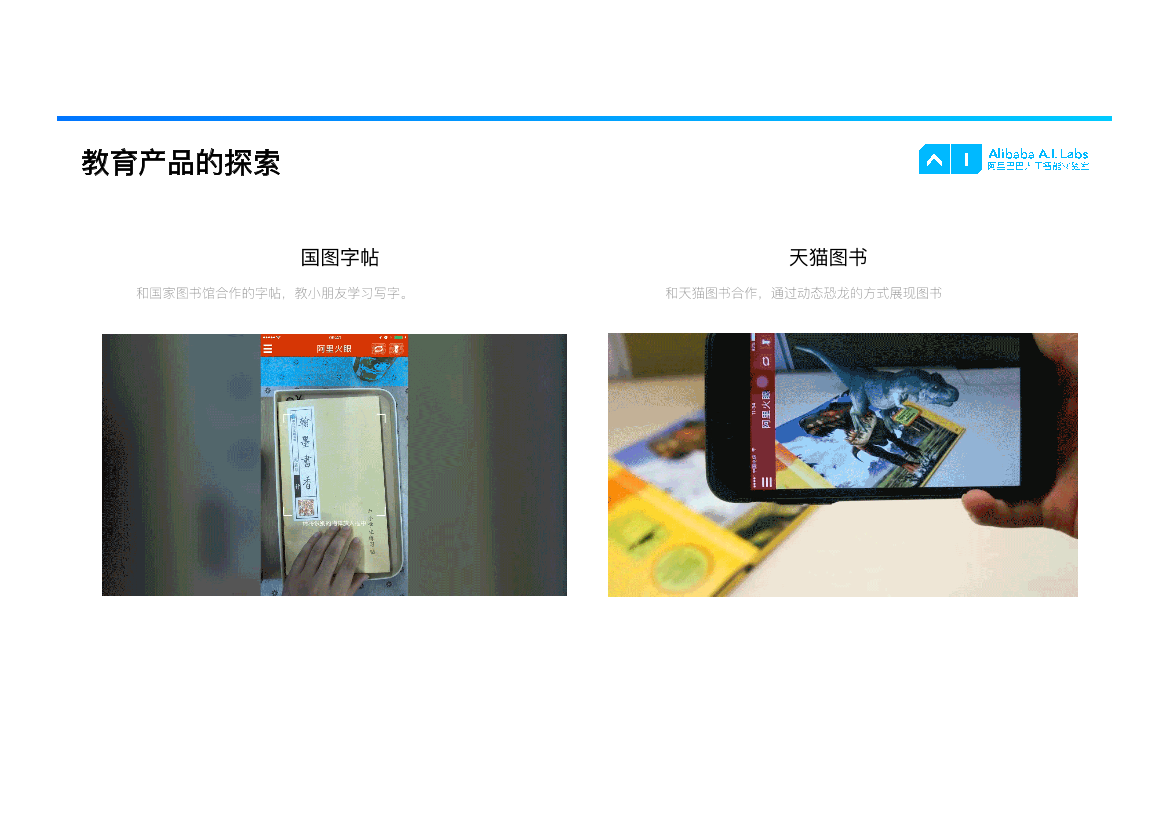 教育产品的探索
Alibaba A.I. Labs
阿里巴巴人工智能实验室
国图字帖
和国家图书馆合作的字帖，教小朋友学习写字。
阿里火眼
翰墨書香
天猫图书
和天猫图书合作，通过动态恐龙的方式展现图书
阿里火眼